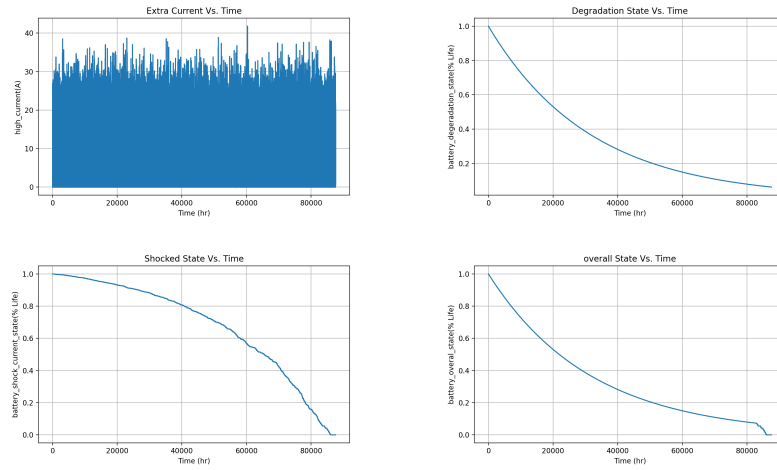 Extra Current Vs. Time
high_current(A)
40
30
20
10
0
0 20000 40000 60000 80000
Time (hr)
Degradation State Vs. Time
battery_degeradation_state(% Life)
1.0
0.8
0.6
0.4
0.2
0 20000 40000 60000 80000
Time (hr)
Shocked State Vs. Time
battery_shock_current_state(% Life)
1.0
0.8
0.6
0.4
0.2
0.0
0 20000 40000 60000 80000
Time (hr)
overall State Vs. Time
battery_overal_state(% Life)
1.0
0.8
0.6
0.4
0.2
0.0
0 20000 40000 60000 80000
Time (hr)